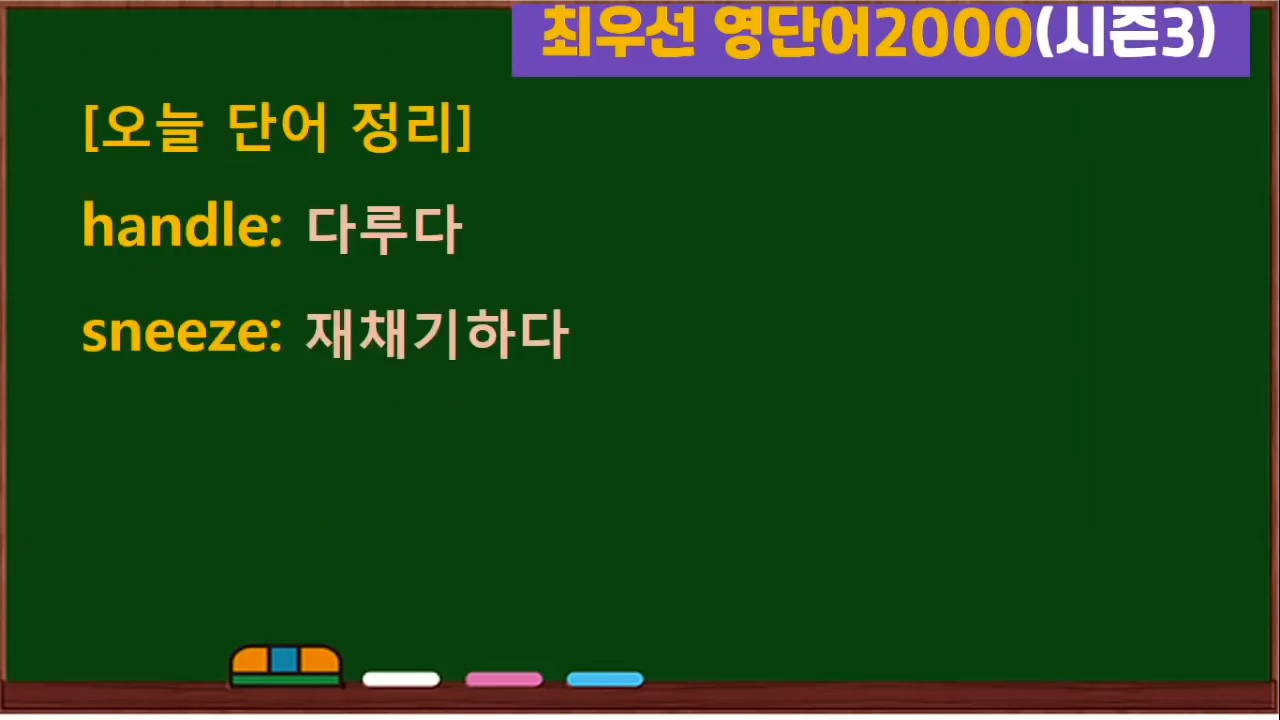 최우선 영단어2000(시즌3)
[오늘 단어 정리]
handle: 다루다
sneeze: 재채기하다